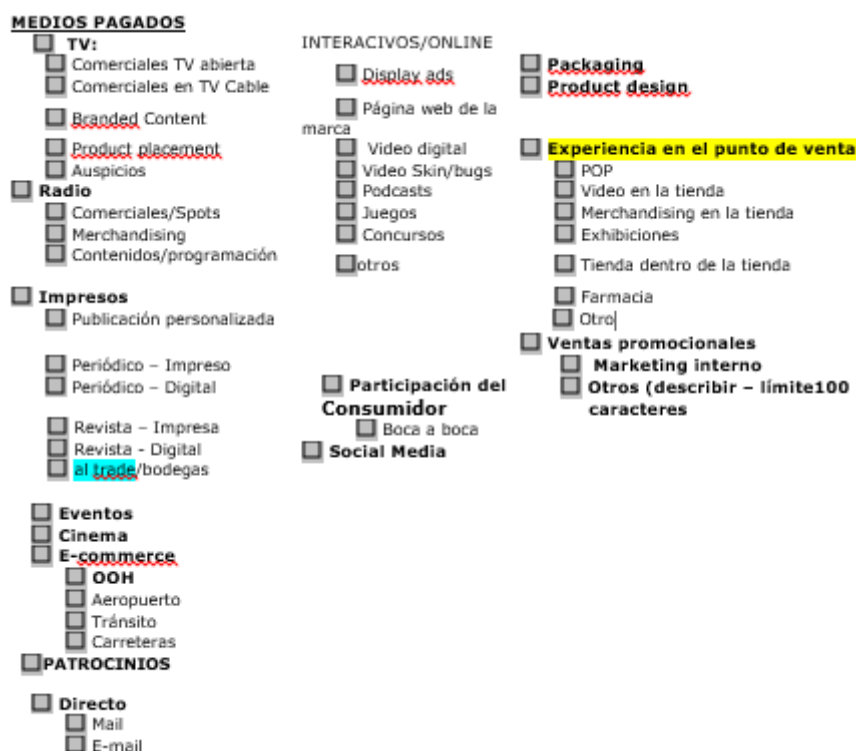 MEDIOS PAGADOS
TV:
Comerciales TV abierta
Comerciales en TV Cable
Branded Content
Product placement
Auspicios
Radio
Comerciales/Spots
Merchandising
Contenidos/programación
Impresos
Publicación personalizada
Periódico – Impreso
Periódico – Digital
Revista – Impresa
Revista - Digital
al trade/bodegas
Eventos
Cinema
E-commerce
OOH
Aeropuerto
Tránsito
Carreteras
PATROCINIOS
Directo
Mail
E-mail
INTERACIVOS/ONLINE
Display ads
Página web de la
marca
Video digital
Video Skin/bugs
Podcasts
Juegos
Concursos
otros
Participación del
Consumidor
Boca a boca
Social Media
Packaging
Product design
Experiencia en el punto de venta
POP
Video en la tienda
Merchandising en la tienda
Exhibiciones
Tienda dentro de la tienda
Farmacia
Otro
Ventas promocionales
Marketing interno
Otros (describir – límite100
caracteres